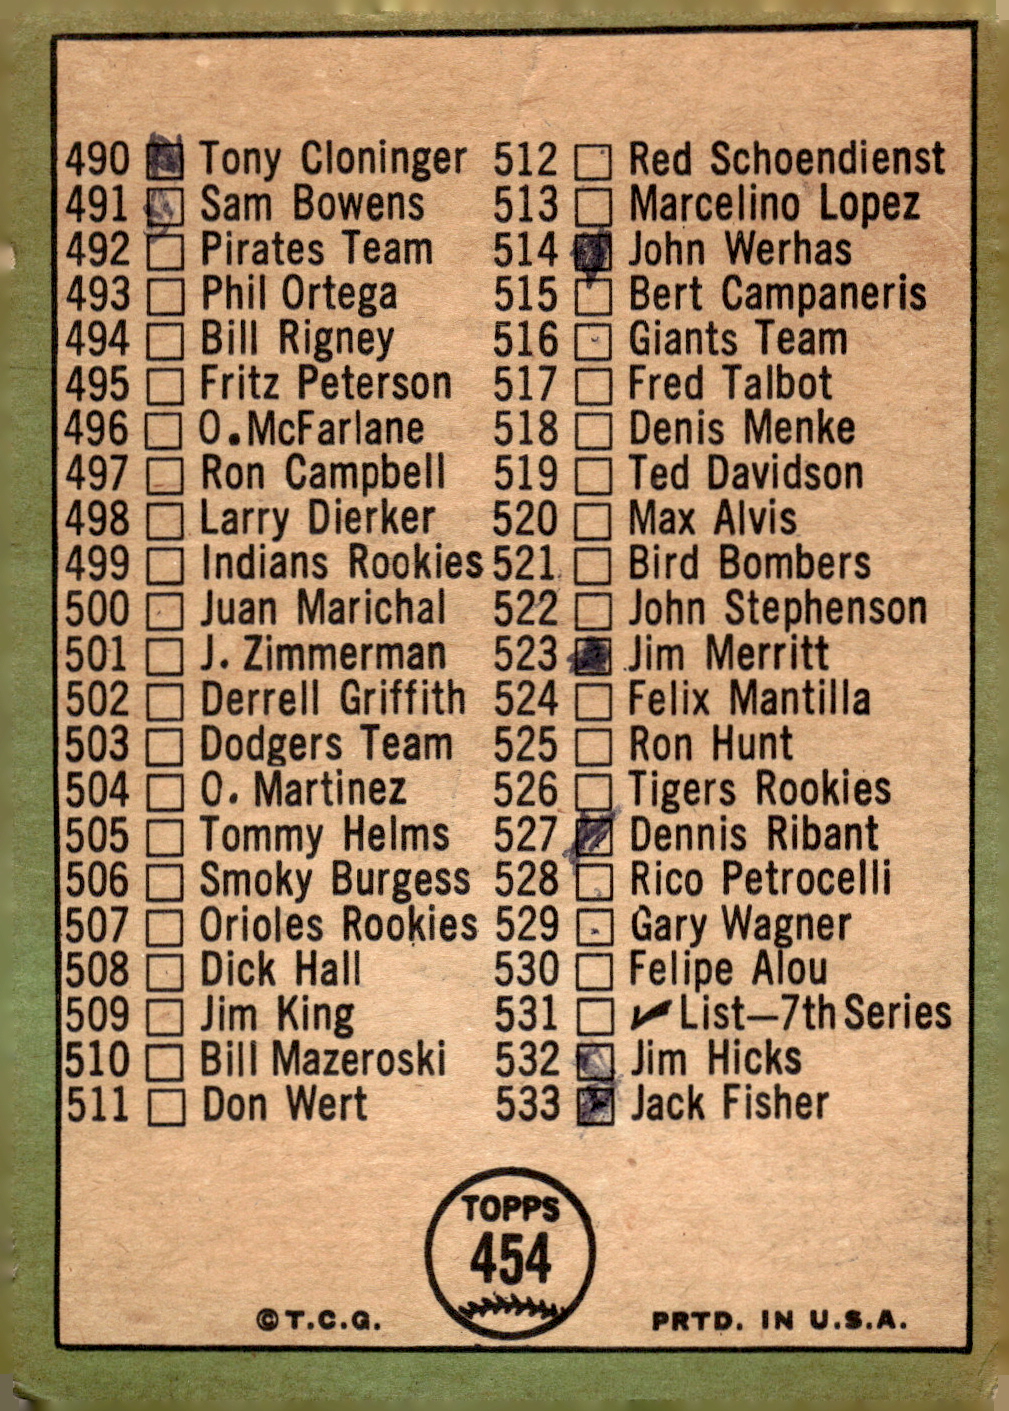 490 Tony Cloninger
491 Sam Bowens
492 Pirates Team
493 Phil Ortega
494 Bill Rigney
495 Fritz Peterson
496 O.McFarlane
497 Ron Campbell
498 Larry Dierker
499 Indians Rookies
500 Juan Marichal
501 J. Zimmerman
502 Derrell Griffith
503 Dodgers Team
504 O. Martinez
505 Tommy Helms
506 Smoky Burgess
507 Orioles Rookies
508 Dick Hall
509 Jim King
510 Bill Mazeroski
511 Don Wert
512 Red Schoendienst
513 Marcelino Lopez
514 John Werhas
515 Bert Campaneris
516 Giants Team
517 Fred Talbot
518 Denis Menke
519 Ted Davidson
520 Max Alvis
521 Bird Bombers
522 John Stephenson
523 Jim Merritt
524 Felix Mantilla
525 Ron Hunt
526 Tigers Rookies
527 Dennis Ribant
528 Rico Petrocelli
529 Gary Wagner
530 Felipe Alou
531 ✓ List—7th Series
532 Jim Hicks
533 Jack Fisher
TOPPS
454
©T.C.G.
PRTD. IN U.S.A.